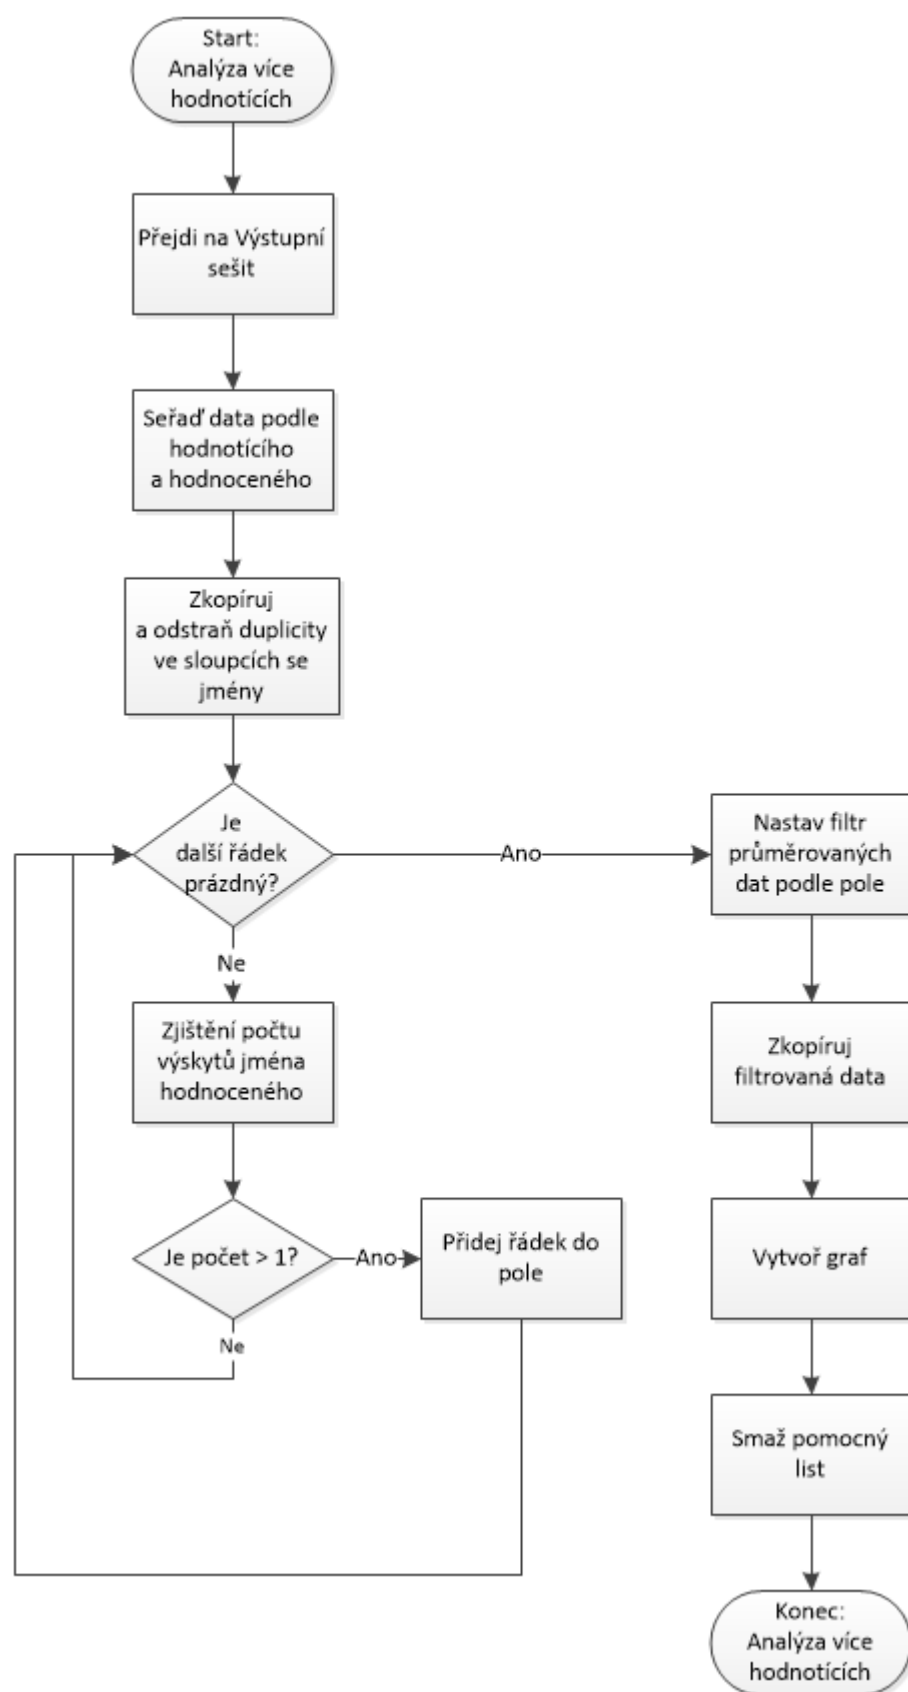 Start:
Analýza více
hodnotících
Přejdi na Výstupní
sešit
Seřaď data podle
hodnotícího
a hodnoceného
Zkopíruj
a odstraň duplicity
ve sloupcích se
jmény
Je
další řádek
prázdný?
Ano
Ne
Zjištění počtu
výskytů jména
hodnoceného
Je počet > 1?
Ano
Přidej řádek do
pole
Ne
Nastav filtr
průměrovaných
dat podle pole
Zkopíruj
filtrovaná data
Vytvoř graf
Smaž pomocný
list
Konec:
Analýza více
hodnotících